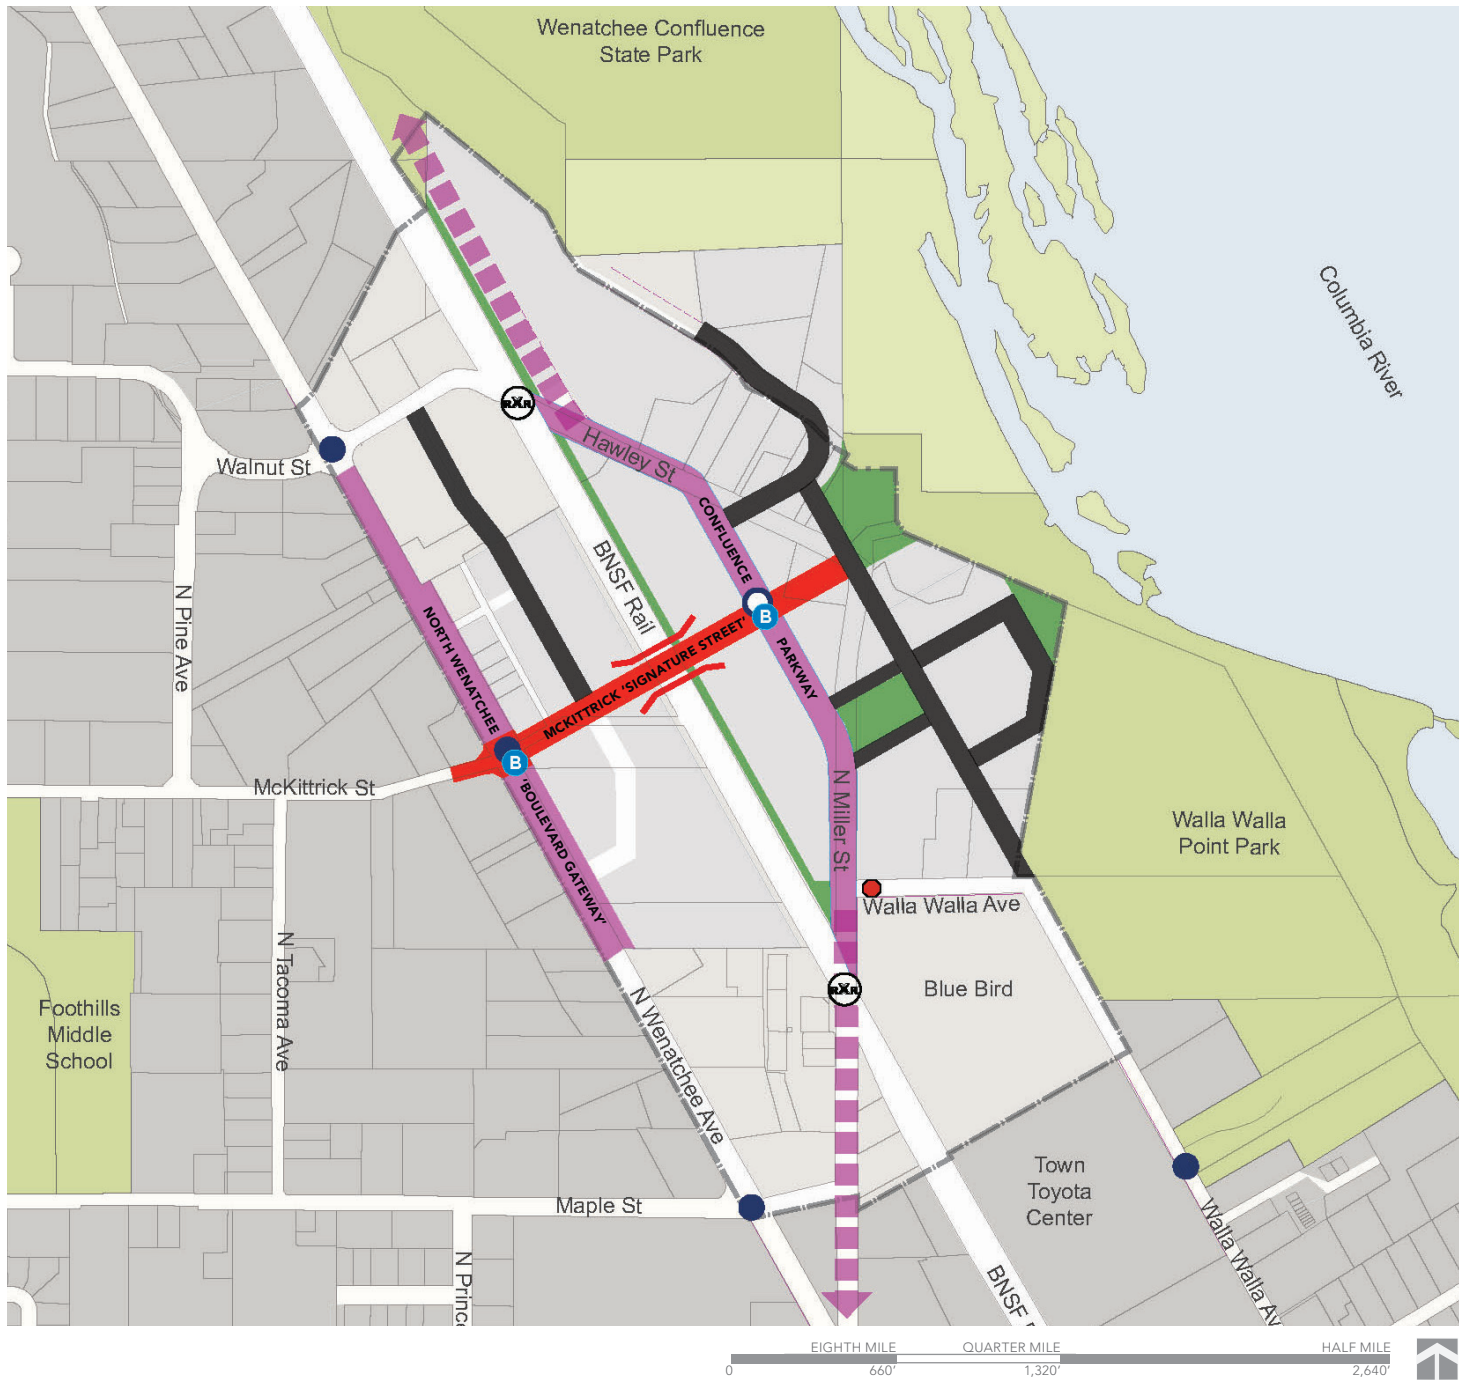 Wenatchee Confluence
State Park
Columbia River
RXR
Hawley St
Walnut St
CONFLUENCE
BNSF Rail
N Pine Ave
NORTH WENATCHEE
MCKITTRICK 'SIGNATURE STREET'
B
PARKWAY
B
McKittrick St
'BOULEVARD GATEWAY'
N Miller St
Walla Walla
Point Park
Walla Walla Ave
N Tacoma Ave
Blue Bird
RXR
Foothills
Middle
School
N Wenatchee Ave
Town
Toyota
Center
Maple St
Walla Walla Av
N Princ
BNSF
EIGHTH MILE QUARTER MILE HALF MILE
0 660' 1,320' 2,640'